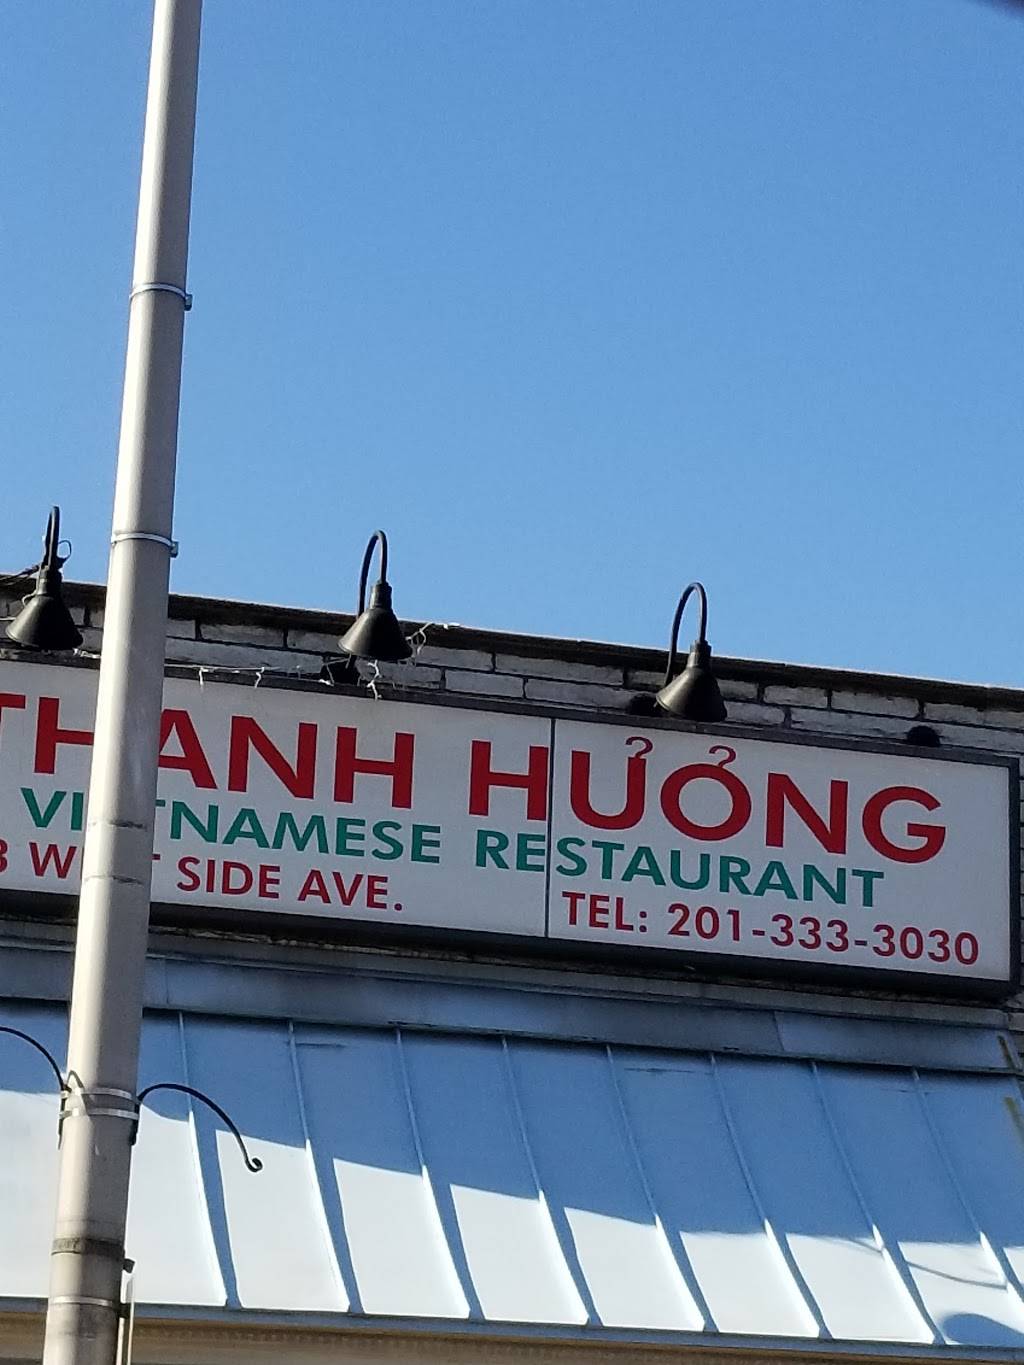 THANH HƯỞNG
VIETNAMESE RESTAURANT
SIDE AVE.
TEL: 201-333-3030